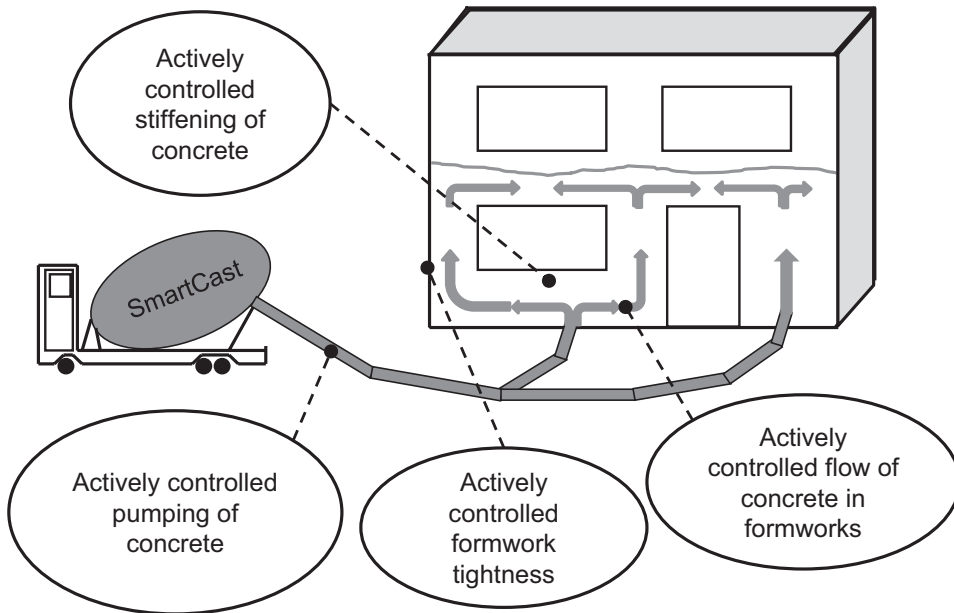 Actively
controlled
stiffening of
concrete
SmartCast
Actively controlled
pumping of
concrete
Actively
controlled
formwork
tightness
Actively
controlled flow of
concrete in
formworks